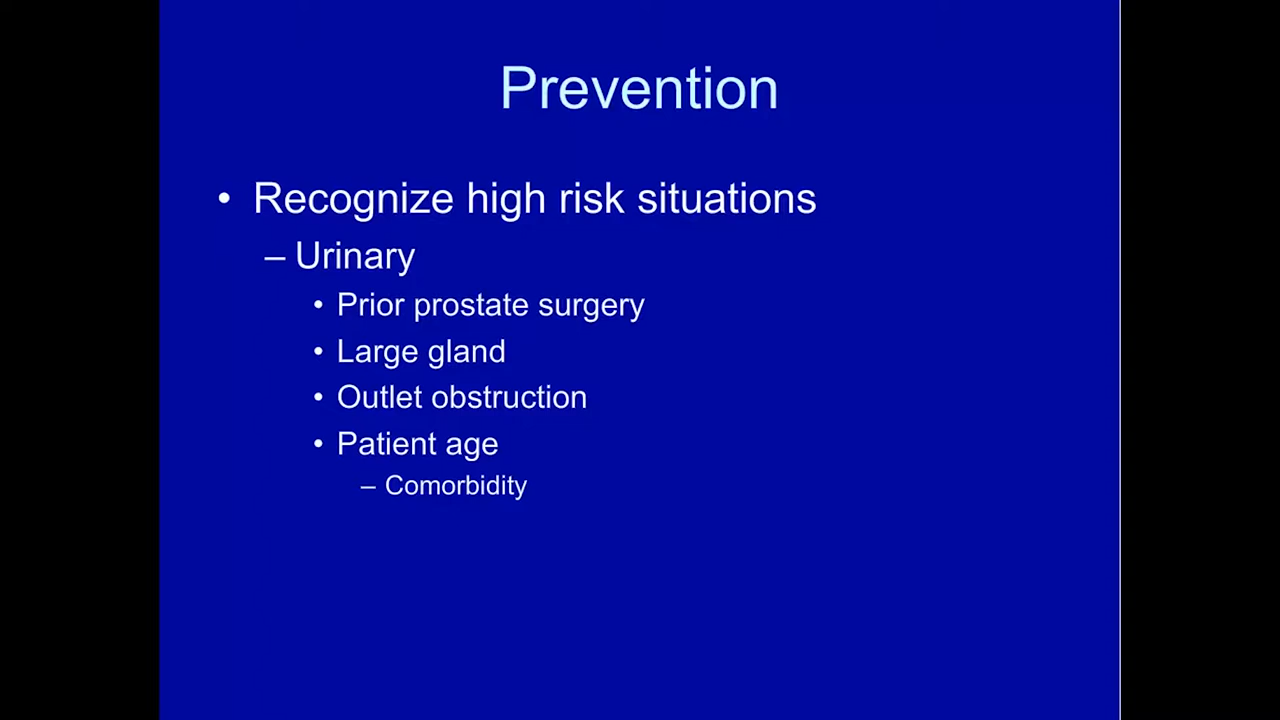 Prevention
• Recognize high risk situations
– Urinary
• Prior prostate surgery
• Large gland
• Outlet obstruction
• Patient age
– Comorbidity